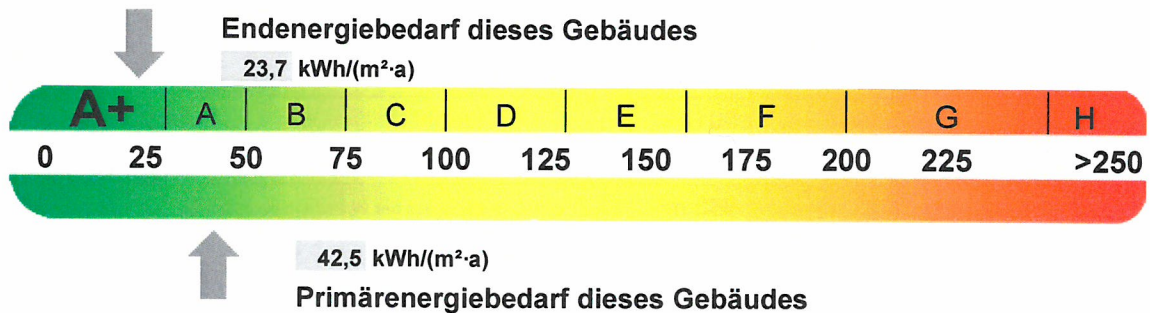 Endenergiebedarf dieses Gebäudes
23,7 kWh/(m²·a)
A+ A B C D E F G H
0 25 50 75 100 125 150 175 200 225 >250
42,5 kWh/(m²·a)
Primärenergiebedarf dieses Gebäudes